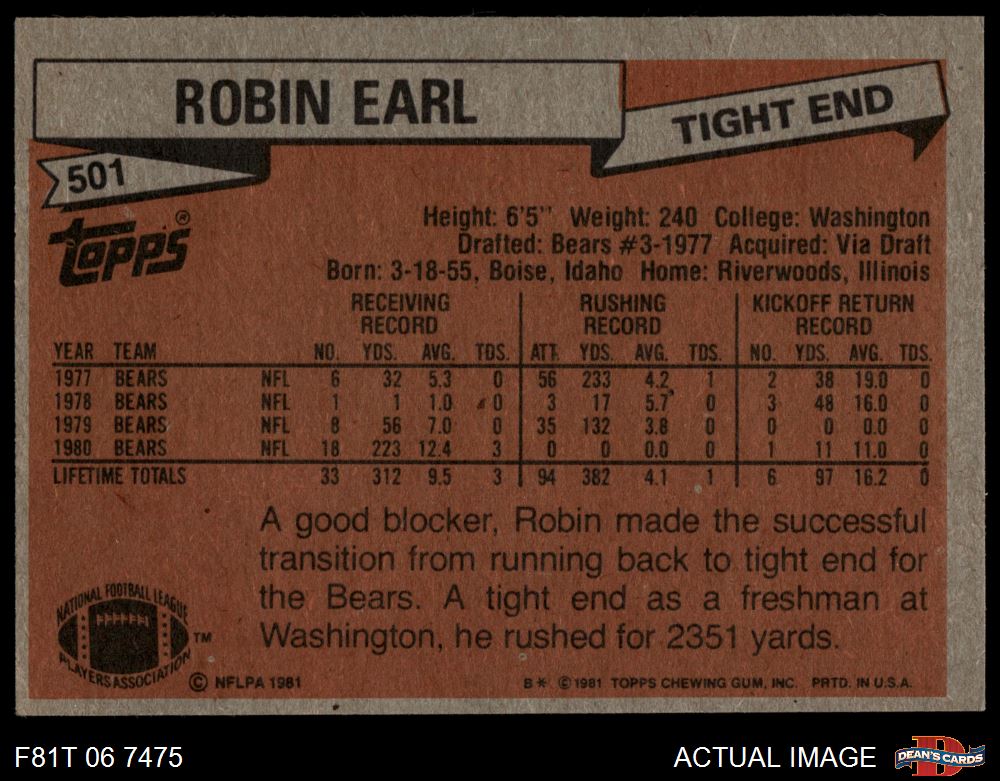 ROBIN EARL
TIGHT END
501
TOPPS®
Height: 6'5'' Weight: 240 College: Washington
Drafted: Bears #3-1977 Acquired: Via Draft
Born: 3-18-55, Boise, Idaho Home: Riverwoods, Illinois
RECEIVING RECORD RUSHING RECORD KICKOFF RETURN RECORD
YEAR TEAM NO. YDS. AVG. TDS. ATT. YDS. AVG. TDS. NO. YDS. AVG. TDS.
1977 BEARS NFL 6 32 5.3 0 56 233 4.2 1 2 38 19.0 0
1978 BEARS NFL 1 1 1.0 0 3 17 5.7 0 3 48 16.0 0
1979 BEARS NFL 8 56 7.0 0 35 132 3.8 0 0 0 0.0 0
1980 BEARS NFL 18 223 12.4 3 0 0 0.0 0 1 11 11.0 0
LIFETIME TOTALS 33 312 9.5 3 94 382 4.1 1 6 97 16.2 0
A good blocker, Robin made the successful
transition from running back to tight end for
the Bears. A tight end as a freshman at
Washington, he rushed for 2351 yards.
NATIONAL FOOTBALL LEAGUE
PLAYERS ASSOCIATION
TM
© NFLPA 1981
B* © 1981 TOPPS CHEWING GUM, INC. PRTD. IN U.S.A.
F81T 06 7475
ACTUAL IMAGE
D
DEAN'S CARDS